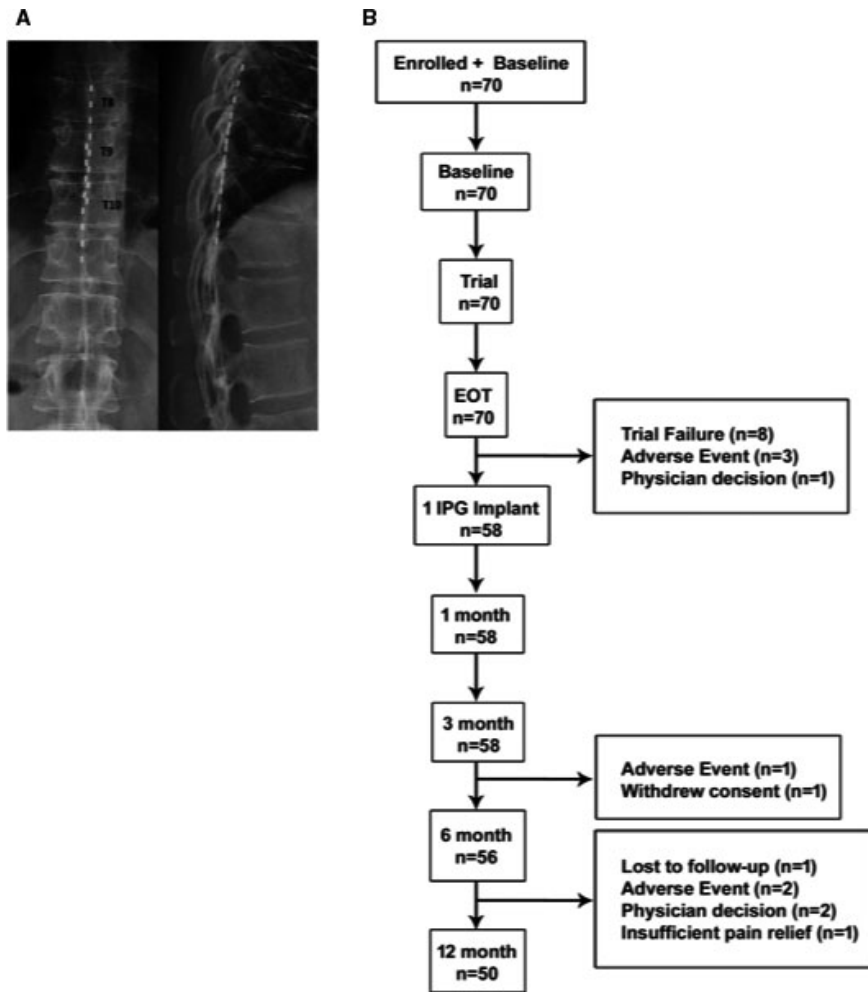 A
B
T8
T9
T10
Enrolled + Baseline
n=70
Baseline
n=70
Trial
n=70
EOT
n=70
Trial Failure (n=8)
Adverse Event (n=3)
Physician decision (n=1)
1 IPG Implant
n=58
1 month
n=58
3 month
n=58
Adverse Event (n=1)
Withdrew consent (n=1)
6 month
n=56
Lost to follow-up (n=1)
Adverse Event (n=2)
Physician decision (n=2)
Insufficient pain relief (n=1)
12 month
n=50